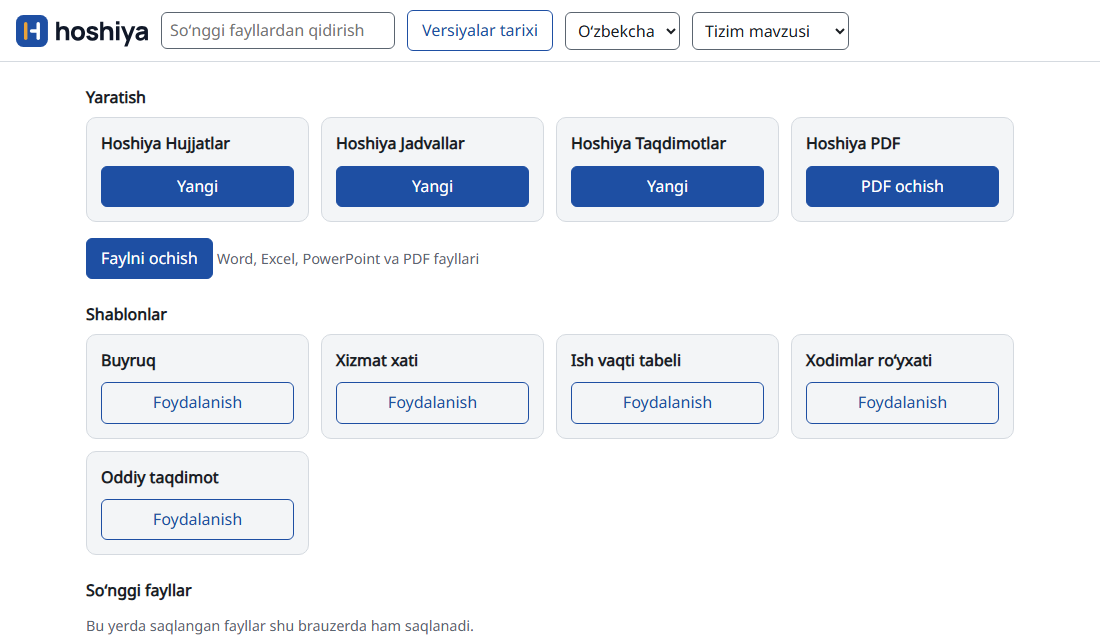 hoshiya
So‘nggi fayllardan qidirish
Versiyalar tarixi
O‘zbekcha
Tizim mavzusi
Yaratish
Hoshiya Hujjatlar
Yangi
Hoshiya Jadvallar
Yangi
Hoshiya Taqdimotlar
Yangi
Hoshiya PDF
PDF ochish
Faylni ochish
Word, Excel, PowerPoint va PDF fayllari
Shablonlar
Buyruq
Foydalanish
Xizmat xati
Foydalanish
Ish vaqti tabeli
Foydalanish
Xodimlar ro‘yxati
Foydalanish
Oddiy taqdimot
Foydalanish
So‘nggi fayllar
Bu yerda saqlangan fayllar shu brauzerda ham saqlanadi.